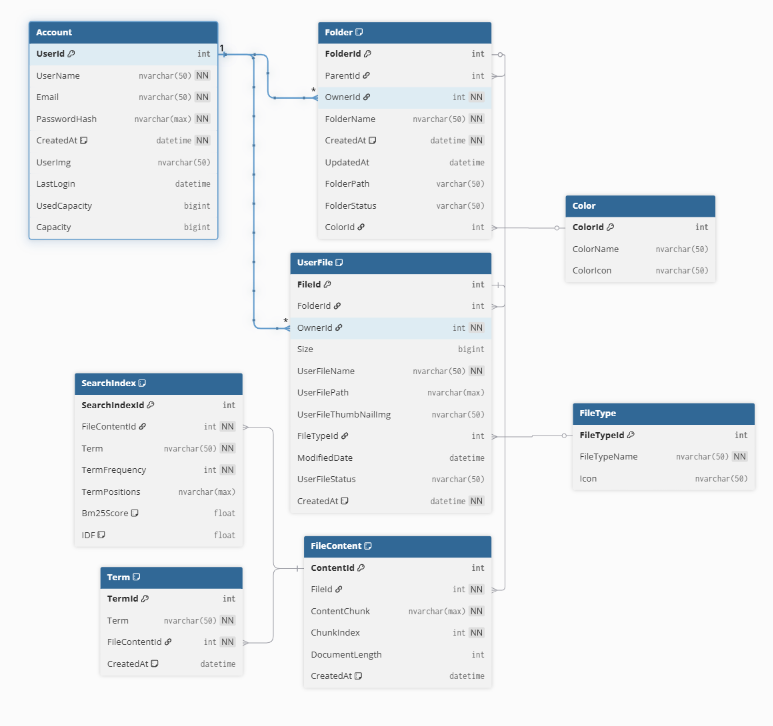 Account
UserId int
UserName nvarchar(50) NN
Email nvarchar(50) NN
PasswordHash nvarchar(max) NN
CreatedAt datetime NN
UserImg nvarchar(50)
LastLogin datetime
UsedCapacity bigint
Capacity bigint
1
*
*
Folder
FolderId int
ParentId int
OwnerId int NN
FolderName nvarchar(50) NN
CreatedAt datetime NN
UpdatedAt datetime
FolderPath varchar(50)
FolderStatus varchar(50)
ColorId int
Color
ColorId int
ColorName nvarchar(50)
ColorIcon nvarchar(50)
UserFile
FileId int
FolderId int
OwnerId int NN
Size bigint
UserFileName nvarchar(50) NN
UserFilePath nvarchar(max)
UserFileThumbNailImg nvarchar(50)
FileTypeId int
ModifiedDate datetime
UserFileStatus nvarchar(50)
CreatedAt datetime NN
SearchIndex
SearchIndexId int
FileContentId int NN
Term nvarchar(50) NN
TermFrequency int NN
TermPositions nvarchar(max)
Bm25Score float
IDF float
FileType
FileTypeId int
FileTypeName nvarchar(50) NN
Icon nvarchar(50)
FileContent
ContentId int
FileId int NN
ContentChunk nvarchar(max) NN
ChunkIndex int NN
DocumentLength int
CreatedAt datetime
Term
TermId int
Term nvarchar(50) NN
FileContentId int NN
CreatedAt datetime